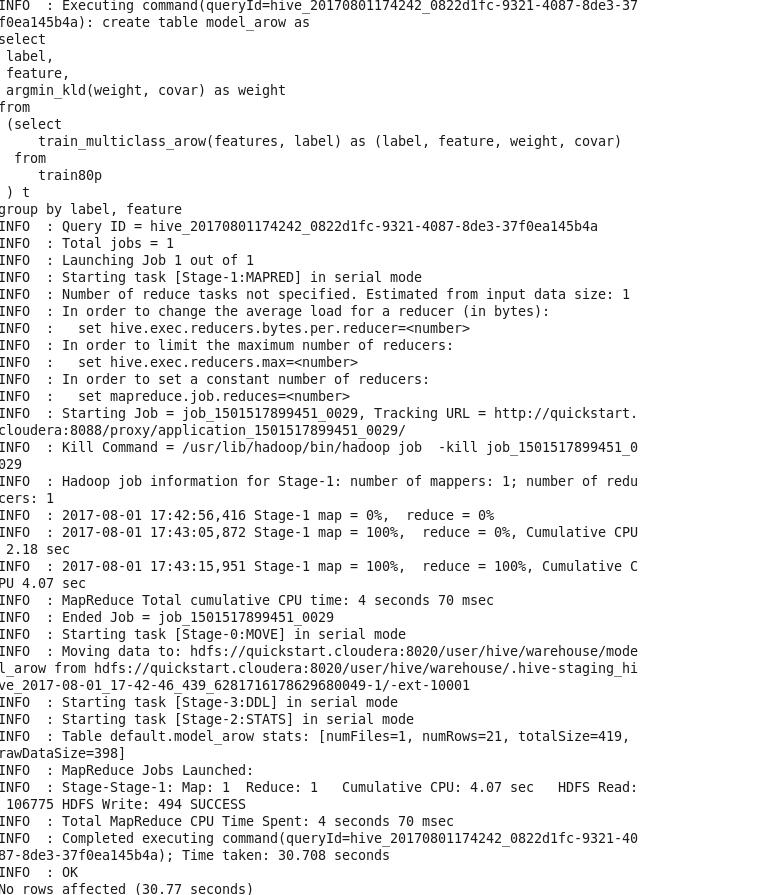 INFO  : Executing command(queryId=hive_20170801174242_0822d1fc-9321-4087-8de3-37
f0ea145b4a): create table model_arow as
select
 label,
 feature,
 argmin_kld(weight, covar) as weight
from
 (select
     train_multiclass_arow(features, label) as (label, feature, weight, covar)
  from
     train80p
 ) t
group by label, feature
INFO  : Query ID = hive_20170801174242_0822d1fc-9321-4087-8de3-37f0ea145b4a
INFO  : Total jobs = 1
INFO  : Launching Job 1 out of 1
INFO  : Starting task [Stage-1:MAPRED] in serial mode
INFO  : Number of reduce tasks not specified. Estimated from input data size: 1
INFO  : In order to change the average load for a reducer (in bytes):
INFO  :   set hive.exec.reducers.bytes.per.reducer=<number>
INFO  : In order to limit the maximum number of reducers:
INFO  :   set hive.exec.reducers.max=<number>
INFO  : In order to set a constant number of reducers:
INFO  :   set mapreduce.job.reduces=<number>
INFO  : Starting Job = job_1501517899451_0029, Tracking URL = http://quickstart.
cloudera:8088/proxy/application_1501517899451_0029/
INFO  : Kill Command = /usr/lib/hadoop/bin/hadoop job  -kill job_1501517899451_0
029
INFO  : Hadoop job information for Stage-1: number of mappers: 1; number of redu
cers: 1
INFO  : 2017-08-01 17:42:56,416 Stage-1 map = 0%,  reduce = 0%
INFO  : 2017-08-01 17:43:05,872 Stage-1 map = 100%,  reduce = 0%, Cumulative CPU
 2.18 sec
INFO  : 2017-08-01 17:43:15,951 Stage-1 map = 100%,  reduce = 100%, Cumulative C
PU 4.07 sec
INFO  : MapReduce Total cumulative CPU time: 4 seconds 70 msec
INFO  : Ended Job = job_1501517899451_0029
INFO  : Starting task [Stage-0:MOVE] in serial mode
INFO  : Moving data to: hdfs://quickstart.cloudera:8020/user/hive/warehouse/mode
l_arow from hdfs://quickstart.cloudera:8020/user/hive/warehouse/.hive-staging_hi
ve_2017-08-01_17-42-46_439_6281716178629680049-1/-ext-10001
INFO  : Starting task [Stage-3:DDL] in serial mode
INFO  : Starting task [Stage-2:STATS] in serial mode
INFO  : Table default.model_arow stats: [numFiles=1, numRows=21, totalSize=419,
rawDataSize=398]
INFO  : MapReduce Jobs Launched:
INFO  : Stage-Stage-1: Map: 1  Reduce: 1   Cumulative CPU: 4.07 sec   HDFS Read:
 106775 HDFS Write: 494 SUCCESS
INFO  : Total MapReduce CPU Time Spent: 4 seconds 70 msec
INFO  : Completed executing command(queryId=hive_20170801174242_0822d1fc-9321-40
87-8de3-37f0ea145b4a); Time taken: 30.708 seconds
INFO  : OK
No rows affected (30.77 seconds)